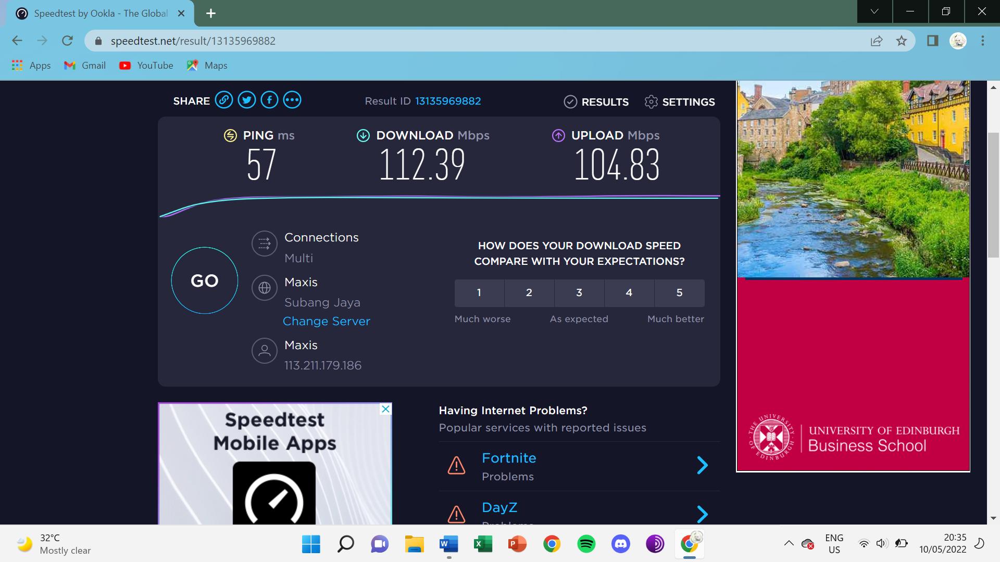 Speedtest by Ookla - The Global
speedtest.net/result/13135969882
Apps
Gmail
YouTube
Maps
SHARE
Result ID 13135969882
RESULTS
SETTINGS
PING ms
57
DOWNLOAD Mbps
112.39
UPLOAD Mbps
104.83
GO
Connections
Multi
Maxis
Subang Jaya
Change Server
Maxis
113.211.179.186
HOW DOES YOUR DOWNLOAD SPEED
COMPARE WITH YOUR EXPECTATIONS?
1 2 3 4 5
Much worse As expected Much better
Speedtest
Mobile Apps
Having Internet Problems?
Popular services with reported issues
Fortnite
Problems
DayZ
Problems
THE UNIVERSITY OF EDINBURGH
UNIVERSITY OF EDINBURGH
Business School
32°C
Mostly clear
ENG
US
20:35
10/05/2022